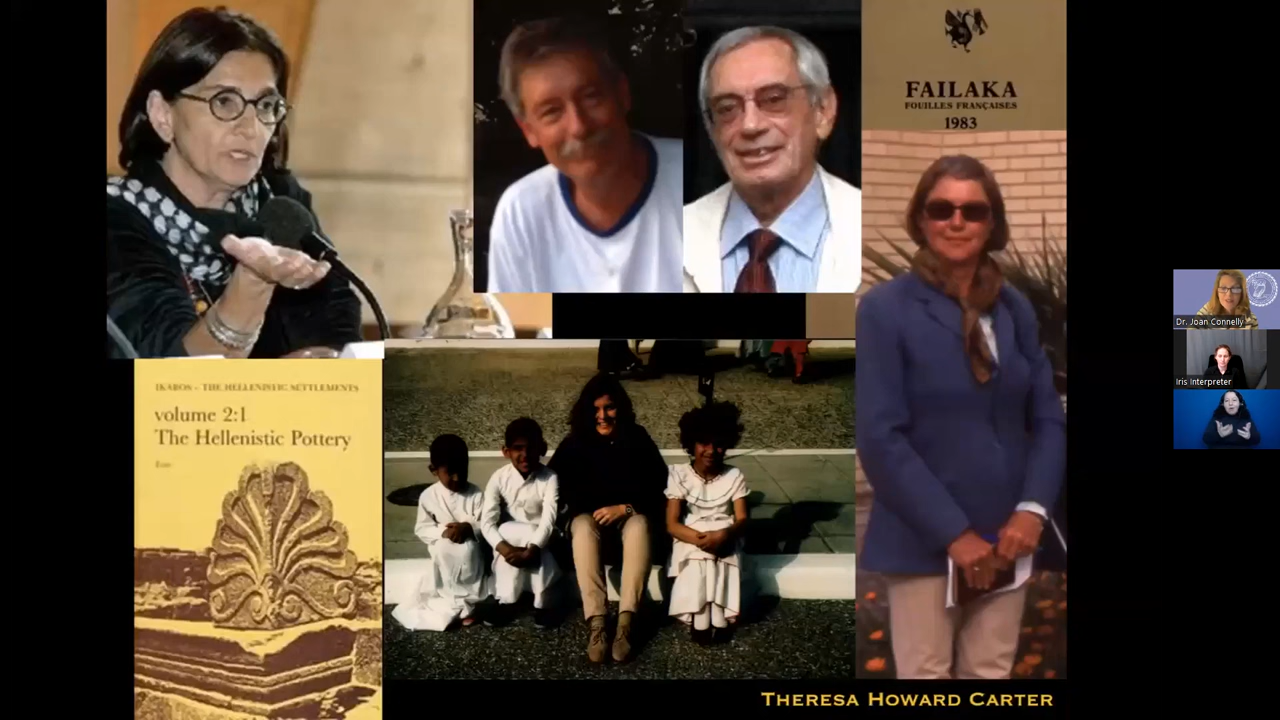 FAILAKA
FOUILLES FRANÇAISES
1983
IKAROS - THE HELLENISTIC SETTLEMENTS
volume 2:1
The Hellenistic Pottery
THERESA HOWARD CARTER
Dr. Joan Connelly
Iris Interpreter